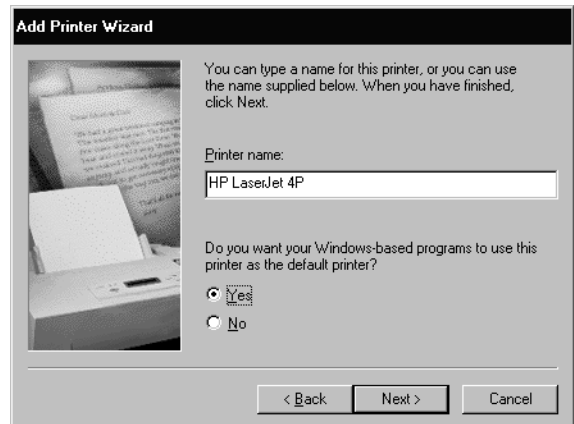 Add Printer Wizard
You can type a name for this printer, or you can use
the name supplied below. When you have finished,
click Next.
Printer name:
HP LaserJet 4P
Do you want your Windows-based programs to use this
printer as the default printer?
Yes
No
< Back
Next >
Cancel